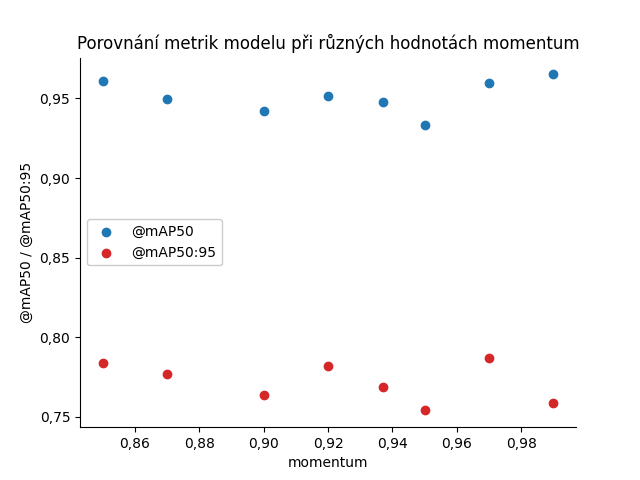 Porovnání metrik modelu při různých hodnotách momentum
@mAP50 / @mAP50:95
0,95
0,90
0,85
0,80
0,75
@mAP50
@mAP50:95
0,86 0,88 0,90 0,92 0,94 0,96 0,98
momentum